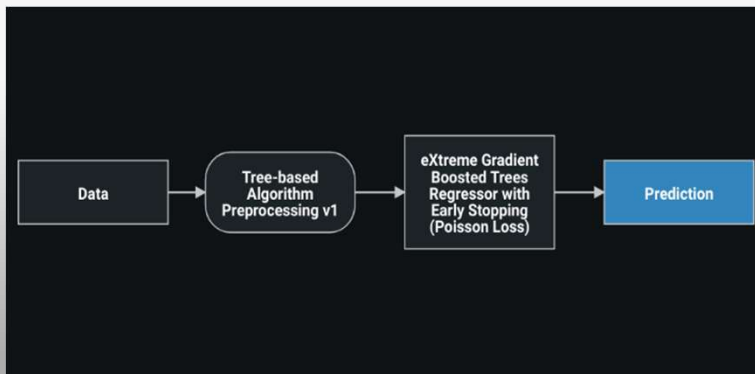 Data
Tree-based
Algorithm
Preprocessing v1
eXtreme Gradient
Boosted Trees
Regressor with
Early Stopping
(Poisson Loss)
Prediction